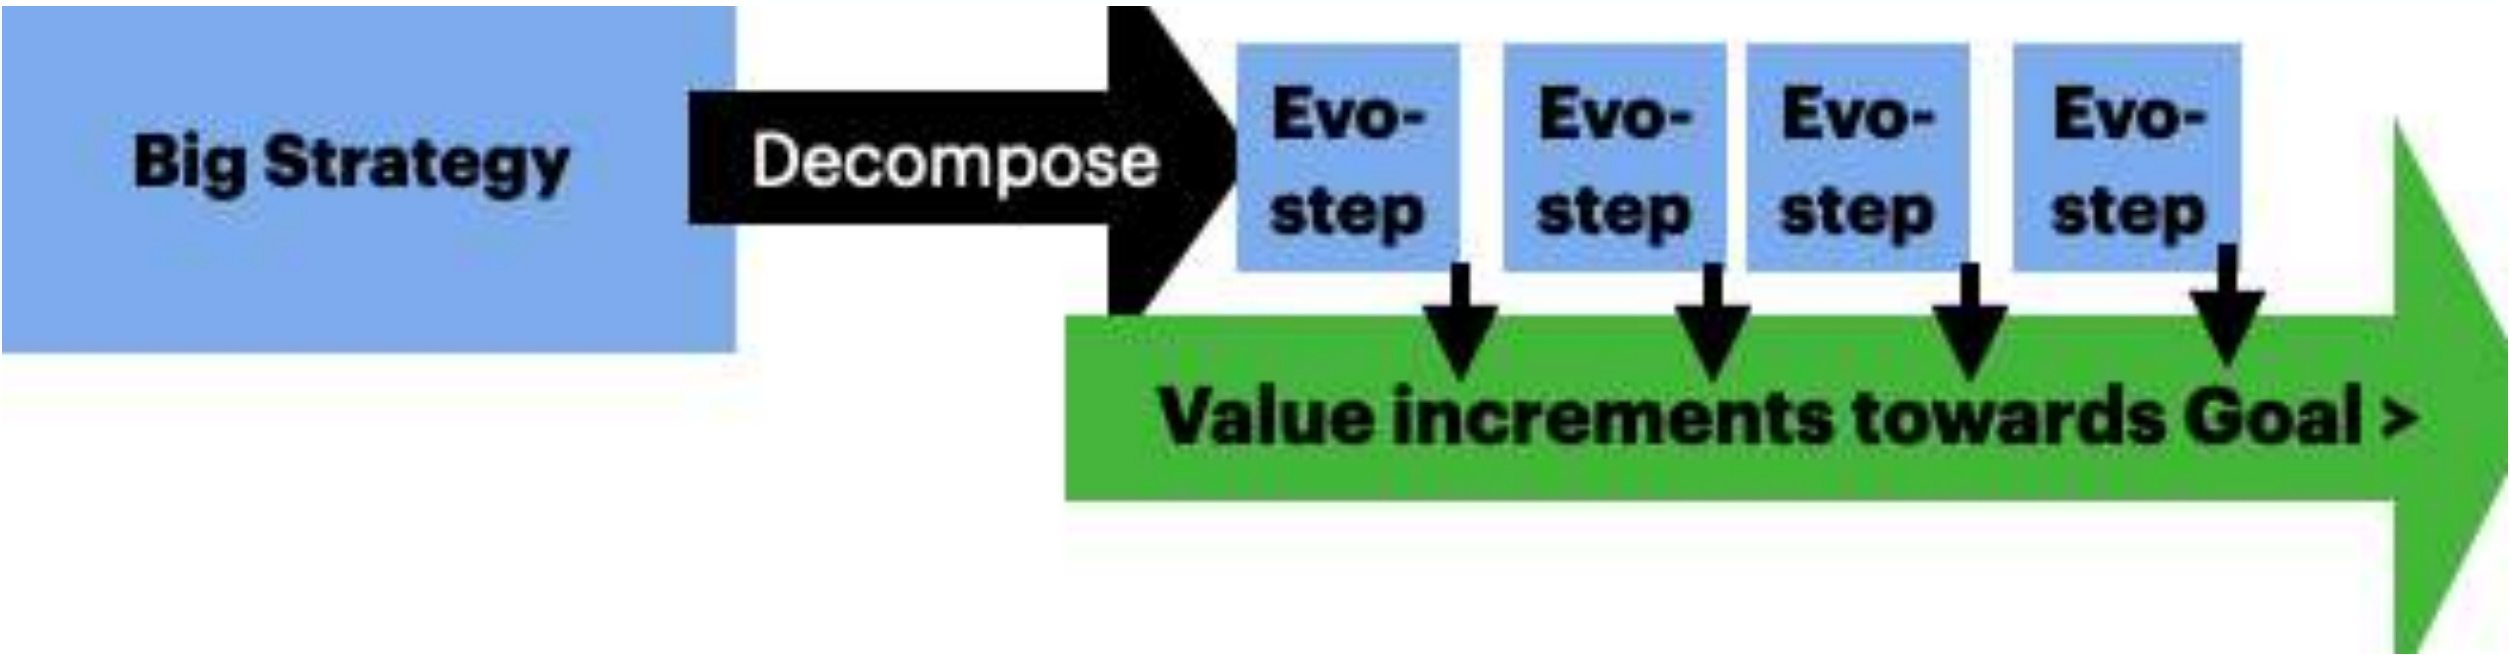 Big Strategy
Decompose
Evo-
step
Evo-
step
Evo-
step
Evo-
step
Value increments towards Goal >